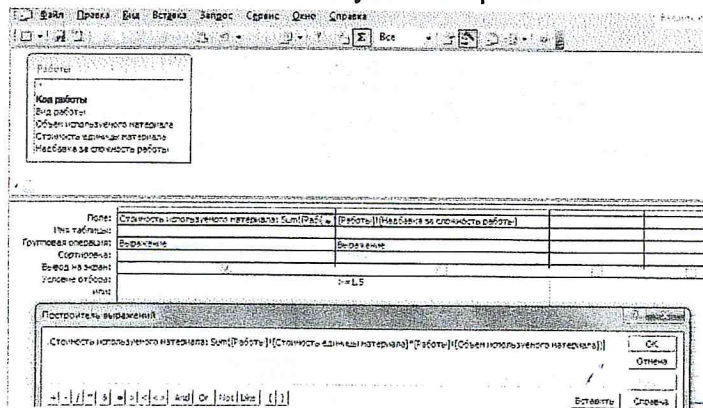 Файл Правка Вид Вставка Запрос Сервис Окно Справка
Σ Все
Работы
*
Код работы
Вид работы
Объем используемого материала
Стоимость единицы материала
Надбавка за сложность работы
Поле: Стоимость используемого материала: Sum([Раб [Работы]![Надбавка за сложность работы]
Имя таблицы:
Групповая операция: Выражение Выражение
Сортировка:
Вывод на экран:
Условие отбора: >=1,5
или:
Построитель выражений
Стоимость используемого материала: Sum([Работы]![Стоимость единицы материала]*[Работы]![Объем используемого материала])
ОК
Отмена
+ - / * & = > < <> And Or Not Like ( )
Вставить Справка